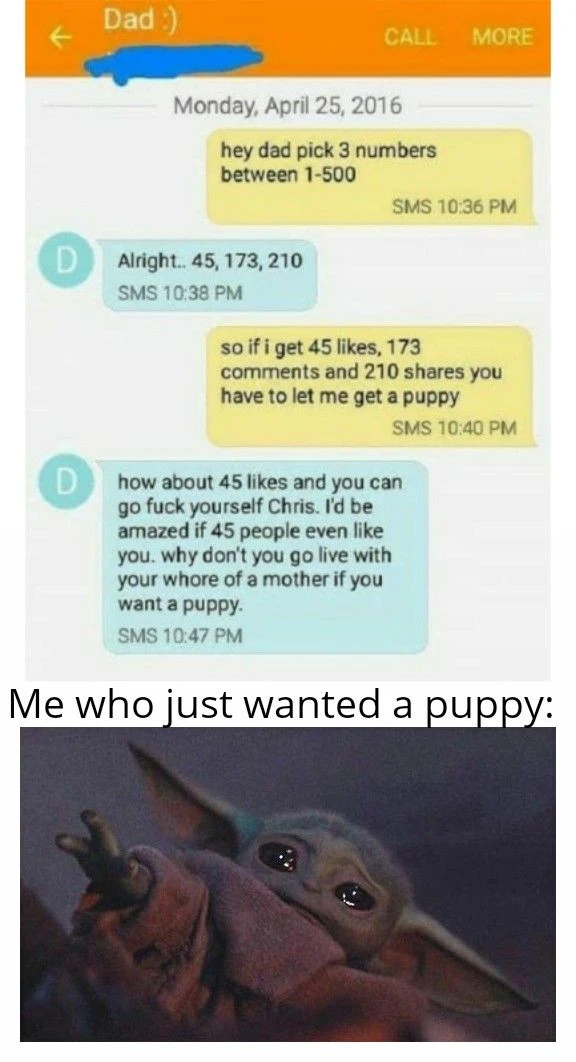 Dad :)
CALL MORE
Monday, April 25, 2016
hey dad pick 3 numbers
between 1-500
SMS 10:36 PM
D
Alright.. 45, 173, 210
SMS 10:38 PM
so if i get 45 likes, 173
comments and 210 shares you
have to let me get a puppy
SMS 10:40 PM
D
how about 45 likes and you can
go fuck yourself Chris. I'd be
amazed if 45 people even like
you. why don't you go live with
your whore of a mother if you
want a puppy.
SMS 10:47 PM
Me who just wanted a puppy: